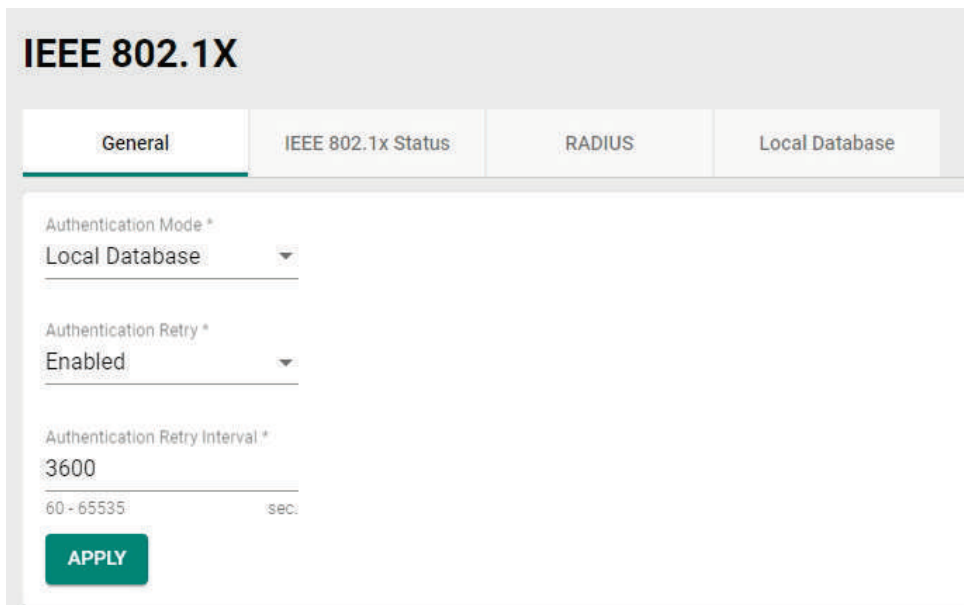 IEEE 802.1X
General IEEE 802.1x Status RADIUS Local Database
Authentication Mode *
Local Database
Authentication Retry *
Enabled
Authentication Retry Interval *
3600
60 - 65535 sec.
APPLY